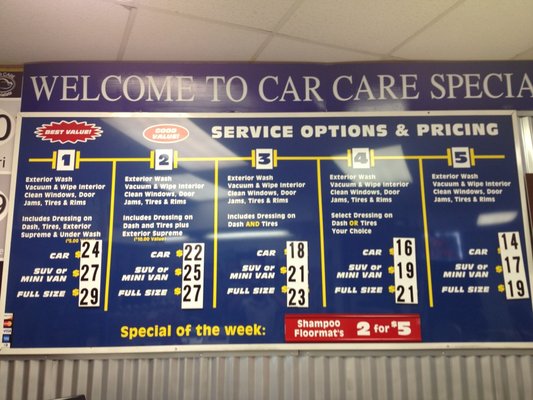 WELCOME TO CAR CARE SPECIA
SERVICE OPTIONS & PRICING
BEST VALUE!
1
Exterior Wash
Vacuum & Wipe Interior
Clean Windows, Door
Jams, Tires & Rims
Includes Dressing on
Dash, Tires, Exterior
Supreme & Under Wash
CAR $24
SUV or MINI VAN $27
FULL SIZE $29
GOOD VALUE!
2
Exterior Wash
Vacuum & Wipe Interior
Clean Windows, Door
Jams, Tires & Rims
Includes Dressing on
Dash and Tires plus
Exterior Supreme
(*10.00 Value)
CAR $22
SUV or MINI VAN $25
FULL SIZE $27
3
Exterior Wash
Vacuum & Wipe Interior
Clean Windows, Door
Jams, Tires & Rims
Includes Dressing on
Dash AND Tires
CAR $18
SUV or MINI VAN $21
FULL SIZE $23
4
Exterior Wash
Vacuum & Wipe Interior
Clean Windows, Door
Jams, Tires & Rims
Select Dressing on
Dash OR Tires
Your Choice
CAR $16
SUV or MINI VAN $19
FULL SIZE $21
5
Exterior Wash
Vacuum & Wipe Interior
Clean Windows, Door
Jams, Tires & Rims
CAR $14
SUV or MINI VAN $17
FULL SIZE $19
Special of the week:
Shampoo Floormat's 2 for $5